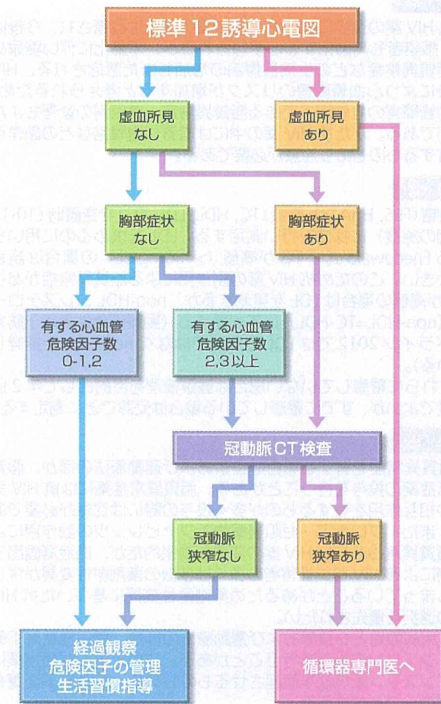 標準12誘導心電図
虚血所見
なし
虚血所見
あり
胸部症状
なし
胸部症状
あり
有する心血管
危険因子数
0-1,2
有する心血管
危険因子数
2,3以上
冠動脈CT検査
冠動脈
狭窄なし
冠動脈
狭窄あり
経過観察
危険因子の管理
生活習慣指導
循環器専門医へ